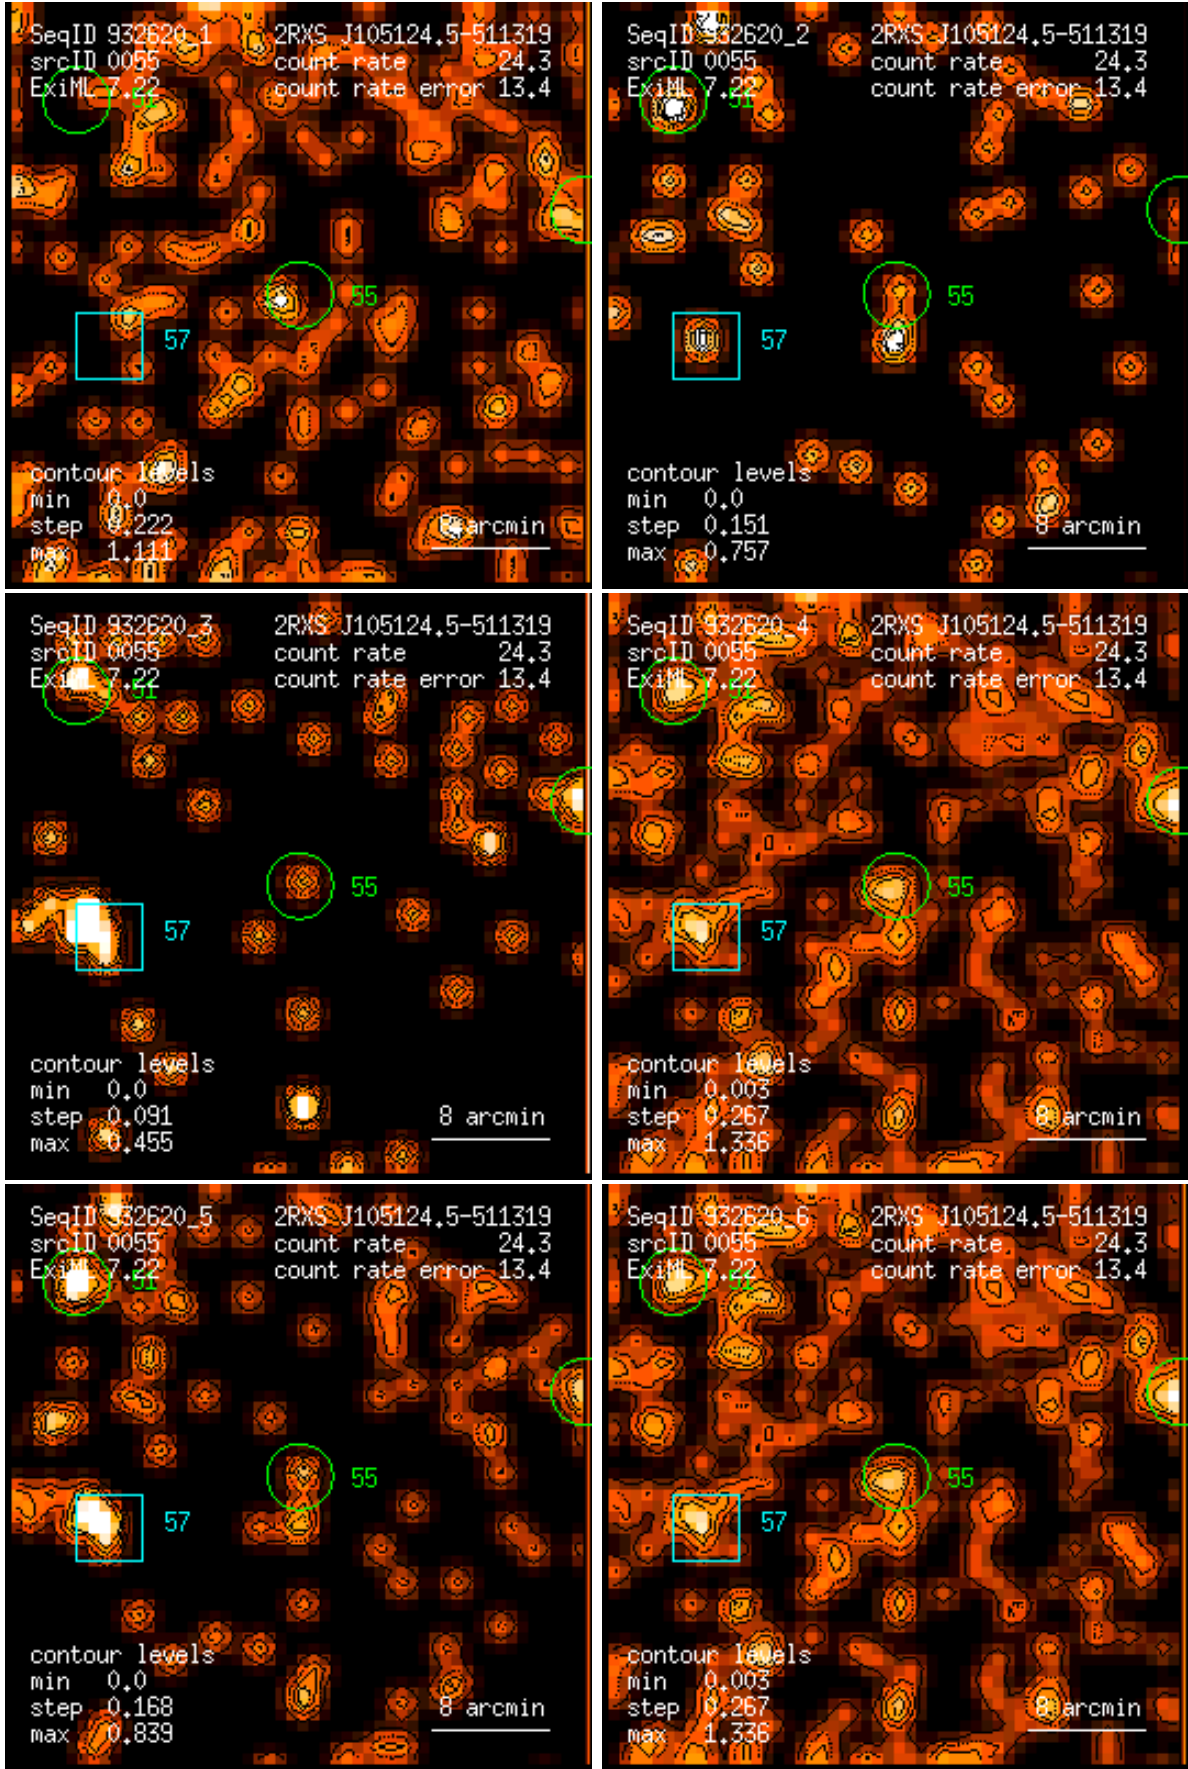 SeqID 932620_1 2RXS J105124.5-511319
srcID 0055 count rate 24.3
ExiML 7.22 count rate error 13.4
51
55
57
contour levels
min 0.0
step 0.222
max 1.111
8 arcmin
SeqID 932620_2 2RXS J105124.5-511319
srcID 0055 count rate 24.3
ExiML 7.22 count rate error 13.4
51
55
57
contour levels
min 0.0
step 0.151
max 0.757
8 arcmin
SeqID 932620_3 2RXS J105124.5-511319
srcID 0055 count rate 24.3
ExiML 7.22 count rate error 13.4
51
55
57
contour levels
min 0.0
step 0.091
max 0.455
8 arcmin
SeqID 932620_4 2RXS J105124.5-511319
srcID 0055 count rate 24.3
ExiML 7.22 count rate error 13.4
51
55
57
contour levels
min 0.003
step 0.267
max 1.336
8 arcmin
SeqID 932620_5 2RXS J105124.5-511319
srcID 0055 count rate 24.3
ExiML 7.22 count rate error 13.4
51
55
57
contour levels
min 0.0
step 0.168
max 0.839
8 arcmin
SeqID 932620_6 2RXS J105124.5-511319
srcID 0055 count rate 24.3
ExiML 7.22 count rate error 13.4
51
55
57
contour levels
min 0.003
step 0.267
max 1.336
8 arcmin